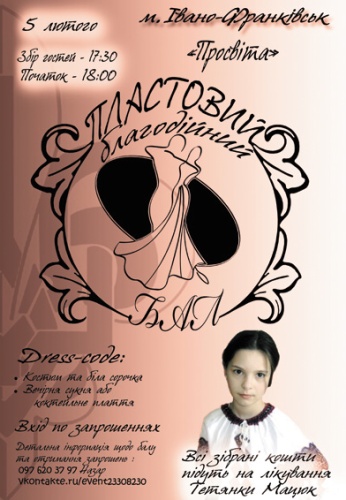 5 лютого
м. Івано-Франківськ
«Просвіта»
Збір гостей - 17:30
Початок - 18:00
ПЛАСТОВИЙ
благодійний
БАЛ
Dress-code:
• Костюм та біла сорочка
• Вечірня сукня або
коктейльне плаття
Вхід по запрошеннях
Детальна інформація щодо балу
та отримання запрошень :
097 620 37 97 Назар
vkontakte.ru/event23308230
Всі зібрані кошти
підуть на лікування
Тетянки Мацюк